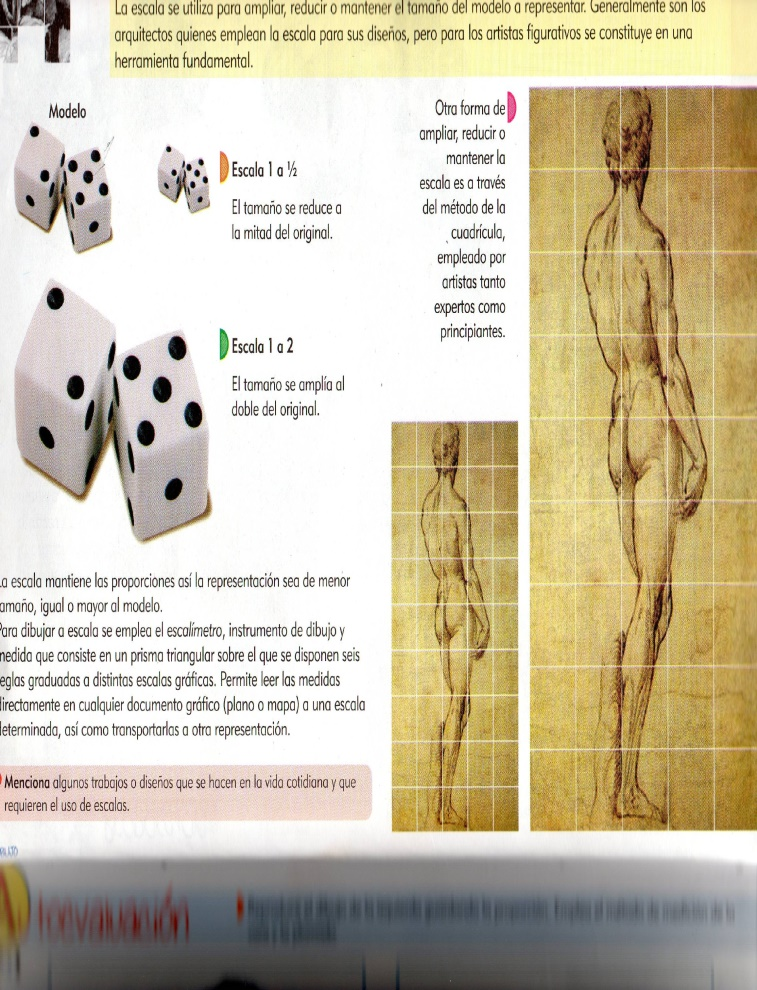 La escala se utiliza para ampliar, reducir o mantener el tamaño del modelo a representar. Generalmente son los
arquitectos quienes emplean la escala para sus diseños, pero para los artistas figurativos se constituye en una
herramienta fundamental.
Modelo
Escala 1 a ½
El tamaño se reduce a
la mitad del original.
Escala 1 a 2
El tamaño se amplía al
doble del original.
Otra forma de
ampliar, reducir o
mantener la
escala es a través
del método de la
cuadrícula,
empleado por
artistas tanto
expertos como
principiantes.
La escala mantiene las proporciones así la representación sea de menor
tamaño, igual o mayor al modelo.
Para dibujar a escala se emplea el escalímetro, instrumento de dibujo y
medida que consiste en un prisma triangular sobre el que se disponen seis
reglas graduadas a distintas escalas gráficas. Permite leer las medidas
directamente en cualquier documento gráfico (plano o mapa) a una escala
determinada, así como transportarlas a otra representación.
Menciona algunos trabajos o diseños que se hacen en la vida cotidiana y que
requieren el uso de escalas.
Autoevaluación